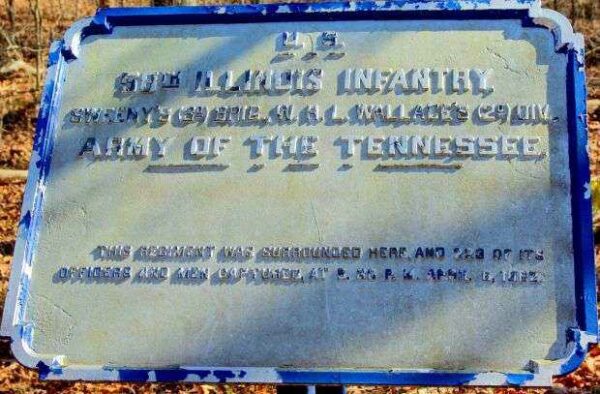 U. S.
58TH ILLINOIS INFANTRY,
SWEENY'S (3D) BRIG., W. H. L. WALLACE'S (2D) DIV.,
ARMY OF THE TENNESSEE.
THIS REGIMENT WAS SURROUNDED HERE, AND OF ITS
OFFICERS AND MEN CAPTURED, AT P. M. APRIL 6, 1862.